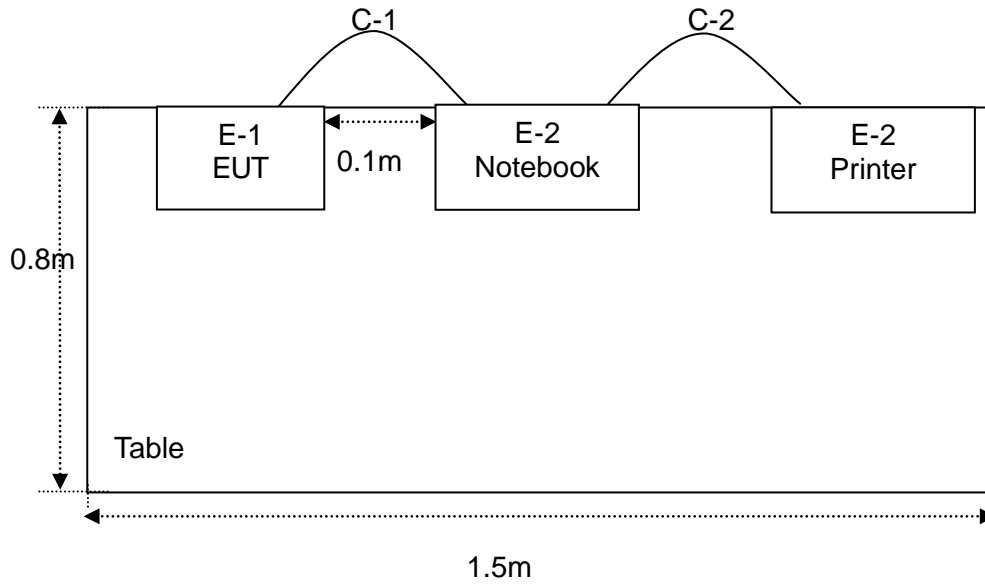 C-1
C-2
E-1
EUT
0.1m
E-2
Notebook
E-2
Printer
0.8m
Table
1.5m